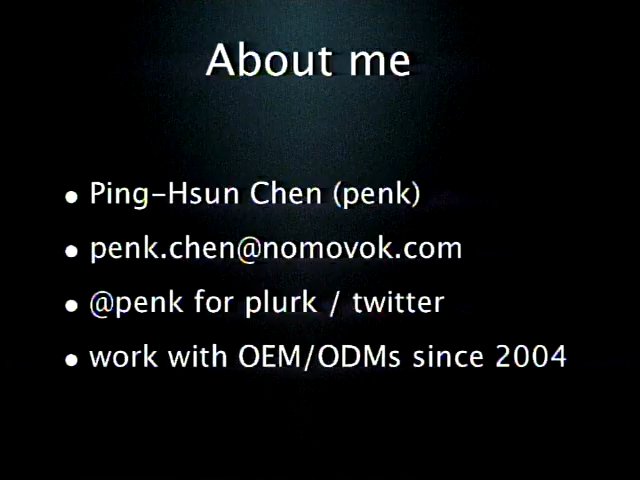 About me
• Ping-Hsun Chen (penk)
• penk.chen@nomovok.com
• @penk for plurk / twitter
• work with OEM/ODMs since 2004